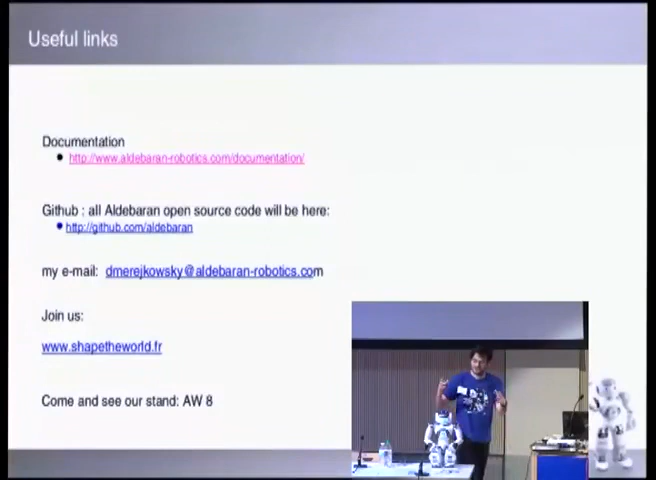 Useful links
Documentation
http://www.aldebaran-robotics.com/documentation/
Github : all Aldebaran open source code will be here:
http://github.com/aldebaran
my e-mail: dmerejkowsky@aldebaran-robotics.com
Join us:
www.shapetheworld.fr
Come and see our stand: AW 8